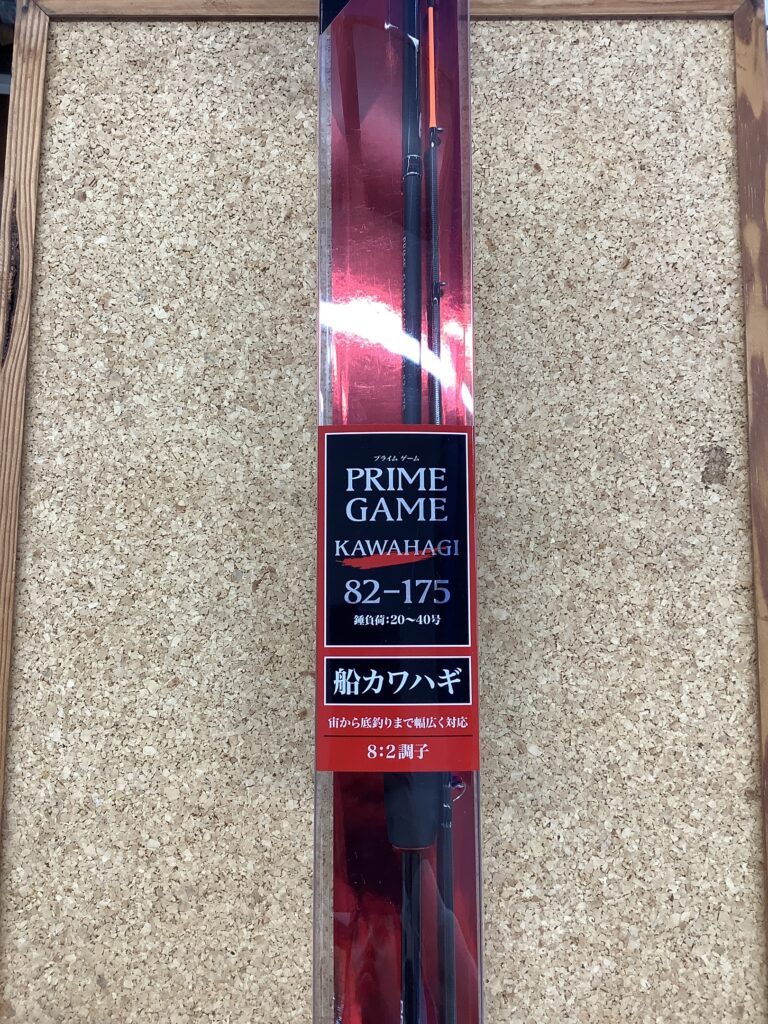 プライム ゲーム
PRIME
GAME
KAWAHAGI
82-175
錘負荷:20〜40号
船カワハギ
宙から底釣りまで幅広く対応
8:2調子